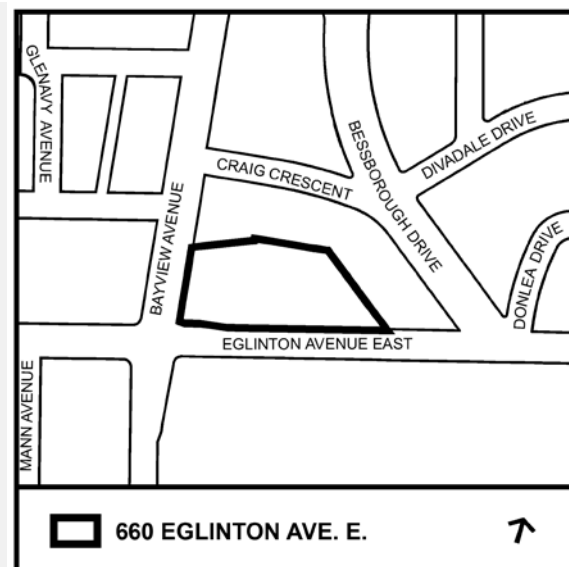 GLENAVY AVENUE
BESSBOROUGH DRIVE
DIVADALE DRIVE
CRAIG CRESCENT
BAYVIEW AVENUE
DONLEA DRIVE
EGLINTON AVENUE EAST
MANN AVENUE
660 EGLINTON AVE. E.